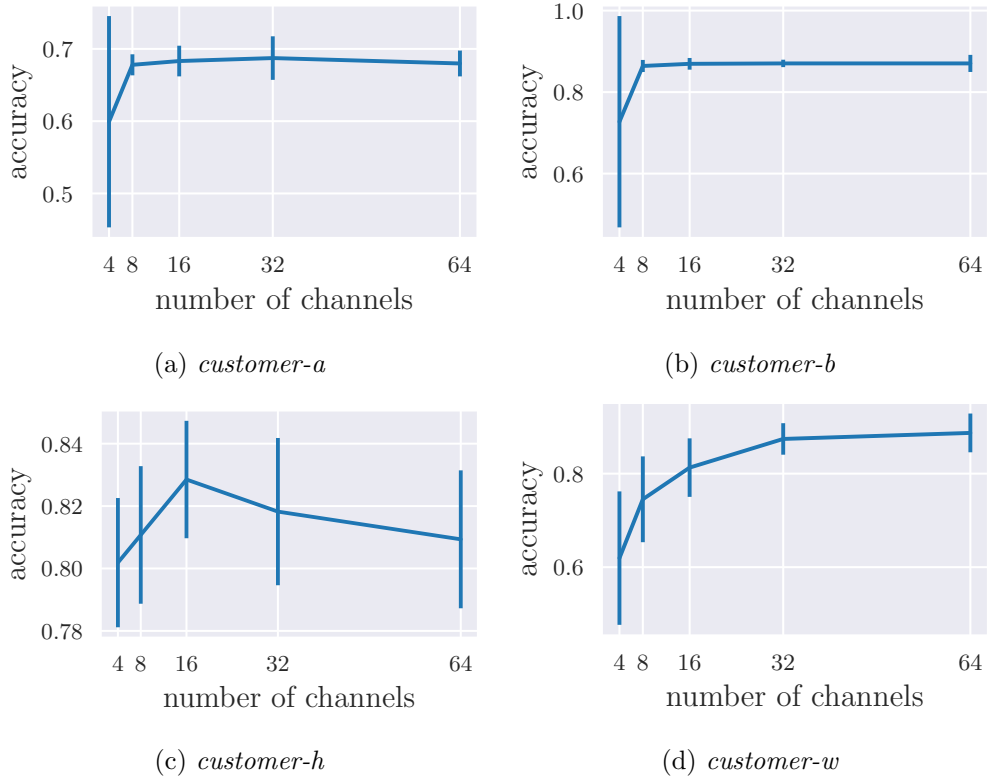 accuracy
0.7
0.6
0.5
4 8 16 32 64
number of channels
(a) customer-a
accuracy
1.0
0.8
0.6
4 8 16 32 64
number of channels
(b) customer-b
accuracy
0.84
0.82
0.80
0.78
4 8 16 32 64
number of channels
(c) customer-h
accuracy
0.8
0.6
4 8 16 32 64
number of channels
(d) customer-w